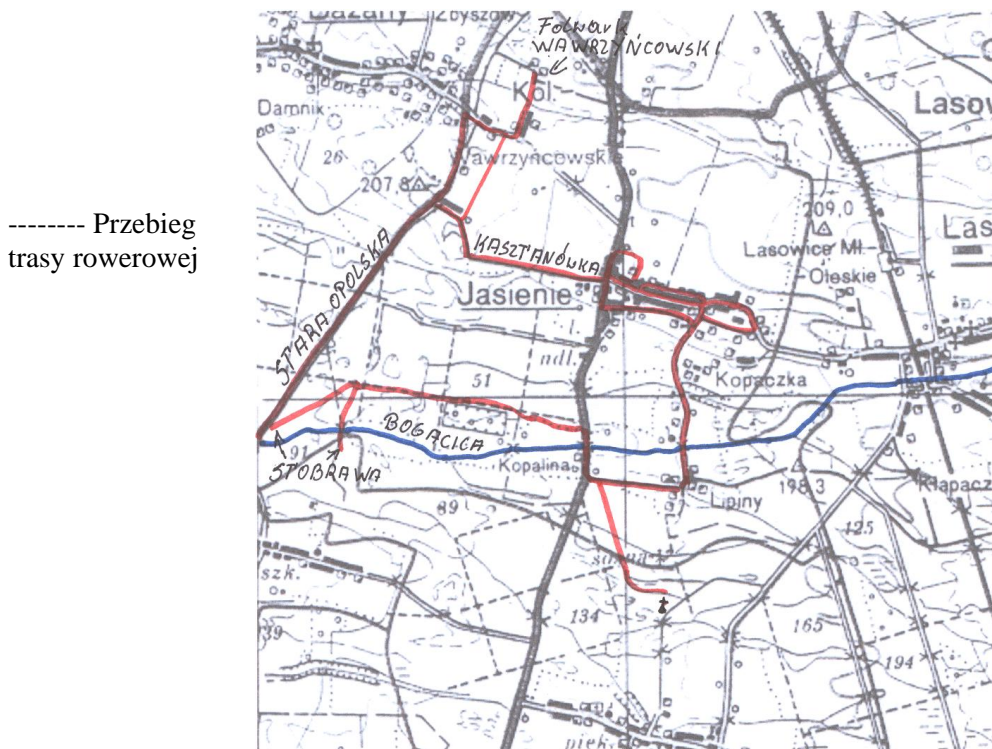 -------- Przebieg
trasy rowerowej
Folwark
WAWRZYŃCOWSKI
Kol.
Wawrzyńcowskie
Damnik
26
207,8
Lasow
209,0
Lasowice Mł.
Oleskie
Las
KASZTANÓWKA
Jasienie
STARA OPOLSKA
ndl.
51
Kopaczka
BOGACICA
91
STOBRAWA
Kopalina
Lipiny
198,3
Kłapacz
89
125
szk.
134
165
39
194